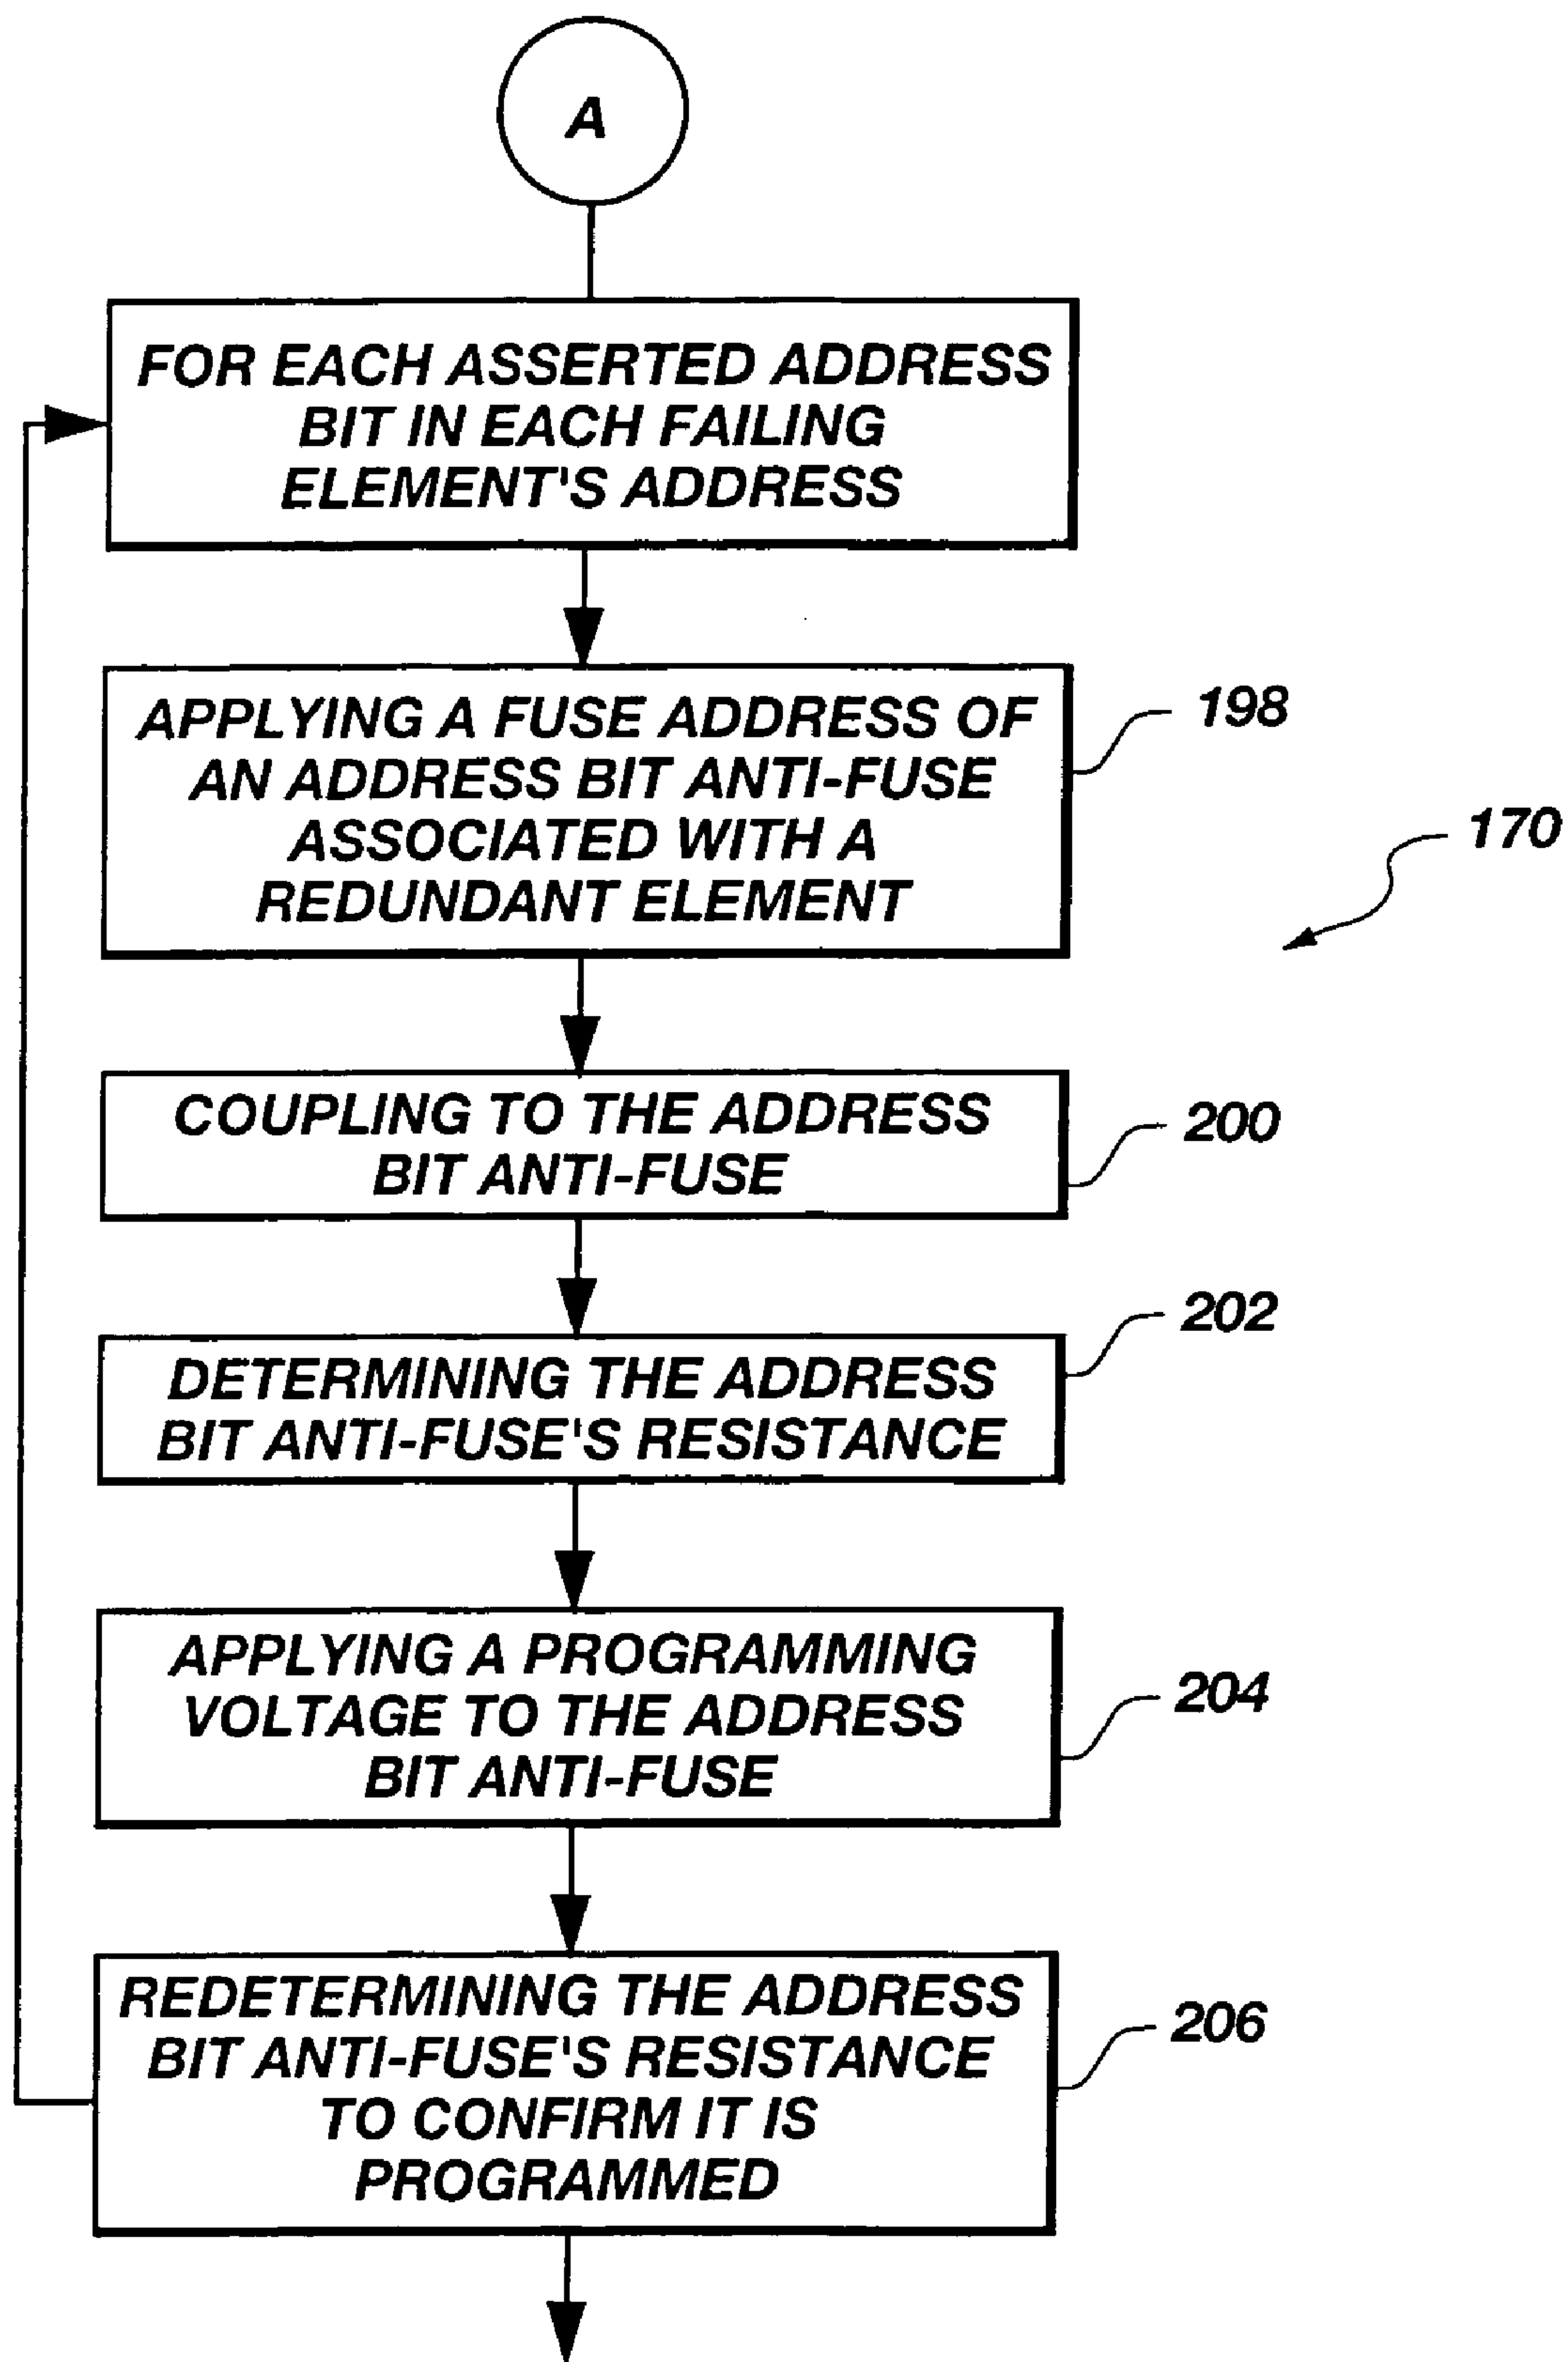 A
FOR EACH ASSERTED ADDRESS
BIT IN EACH FAILING
ELEMENT'S ADDRESS
APPLYING A FUSE ADDRESS OF
AN ADDRESS BIT ANTI-FUSE
ASSOCIATED WITH A
REDUNDANT ELEMENT
198
170
COUPLING TO THE ADDRESS
BIT ANTI-FUSE
200
DETERMINING THE ADDRESS
BIT ANTI-FUSE'S RESISTANCE
202
APPLYING A PROGRAMMING
VOLTAGE TO THE ADDRESS
BIT ANTI-FUSE
204
REDETERMINING THE ADDRESS
BIT ANTI-FUSE'S RESISTANCE
TO CONFIRM IT IS
PROGRAMMED
206